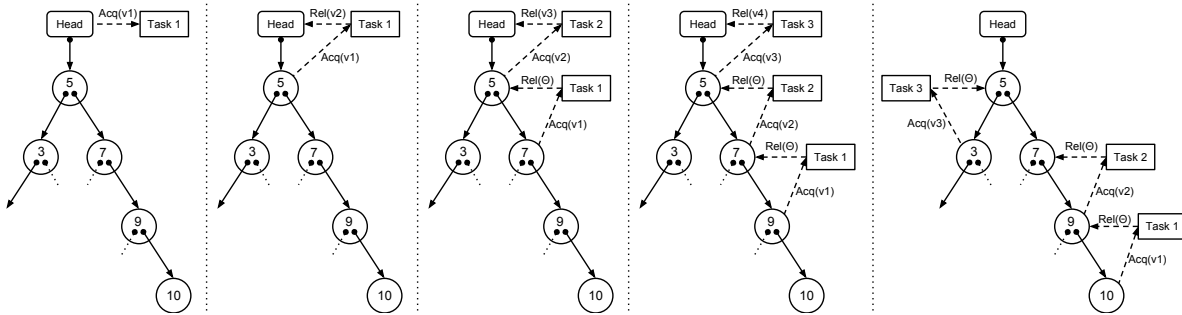 Head Acq(v1) Task 1
5
3 7
9
10
Head Rel(v2) Task 1
Acq(v1)
5
3 7
9
10
Head Rel(v3) Task 2
Acq(v2)
5 Rel(Θ) Task 1
Acq(v1)
3 7
9
10
Head Rel(v4) Task 3
Acq(v3)
5 Rel(Θ) Task 2
Acq(v2)
3 7 Rel(Θ) Task 1
Acq(v1)
9
10
Head
Task 3 Rel(Θ) 5
Acq(v3)
3 7 Rel(Θ) Task 2
Acq(v2)
9 Rel(Θ) Task 1
Acq(v1)
10